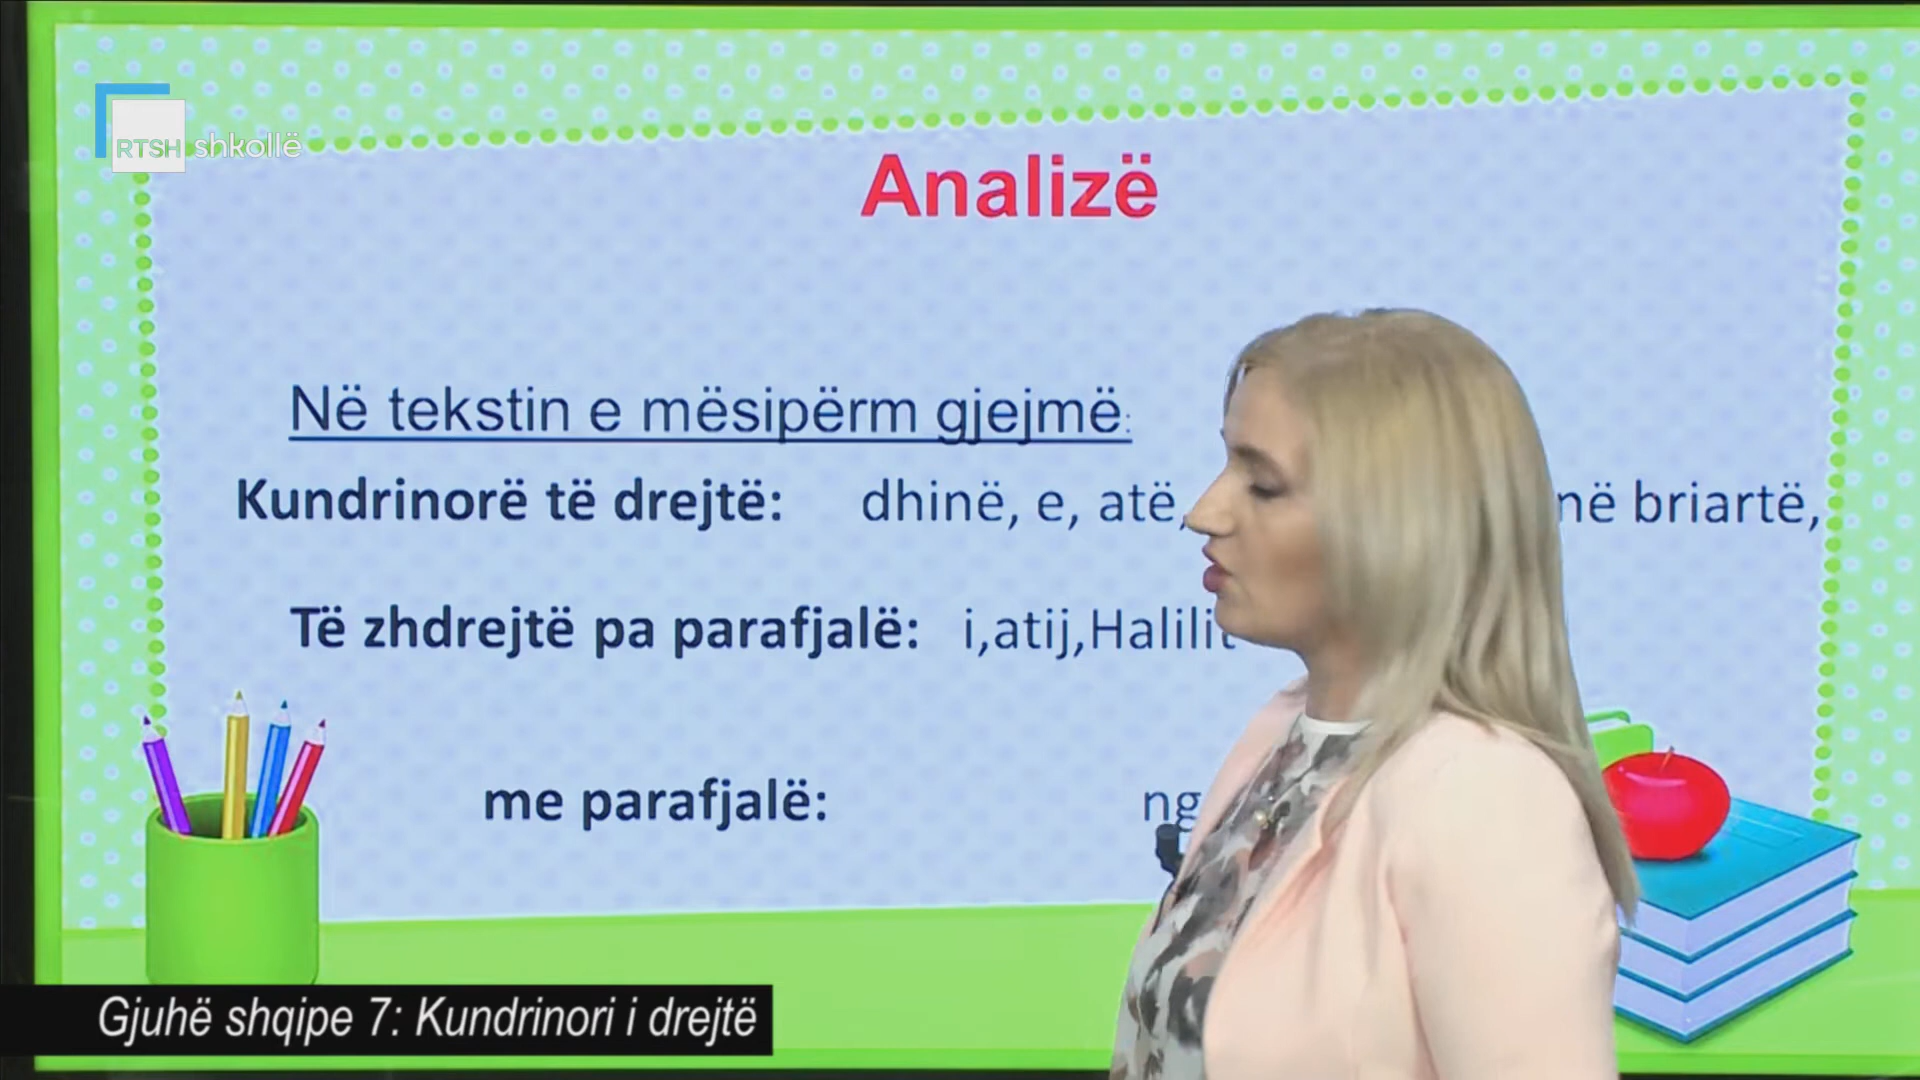 RTSH shkollë
Analizë
Në tekstin e mësipërm gjejmë:
Kundrinorë të drejtë: dhinë, e, atë, briartë,
Të zhdrejtë pa parafjalë: i,atij,Halilit
me parafjalë:
Gjuhë shqipe 7: Kundrinori i drejtë